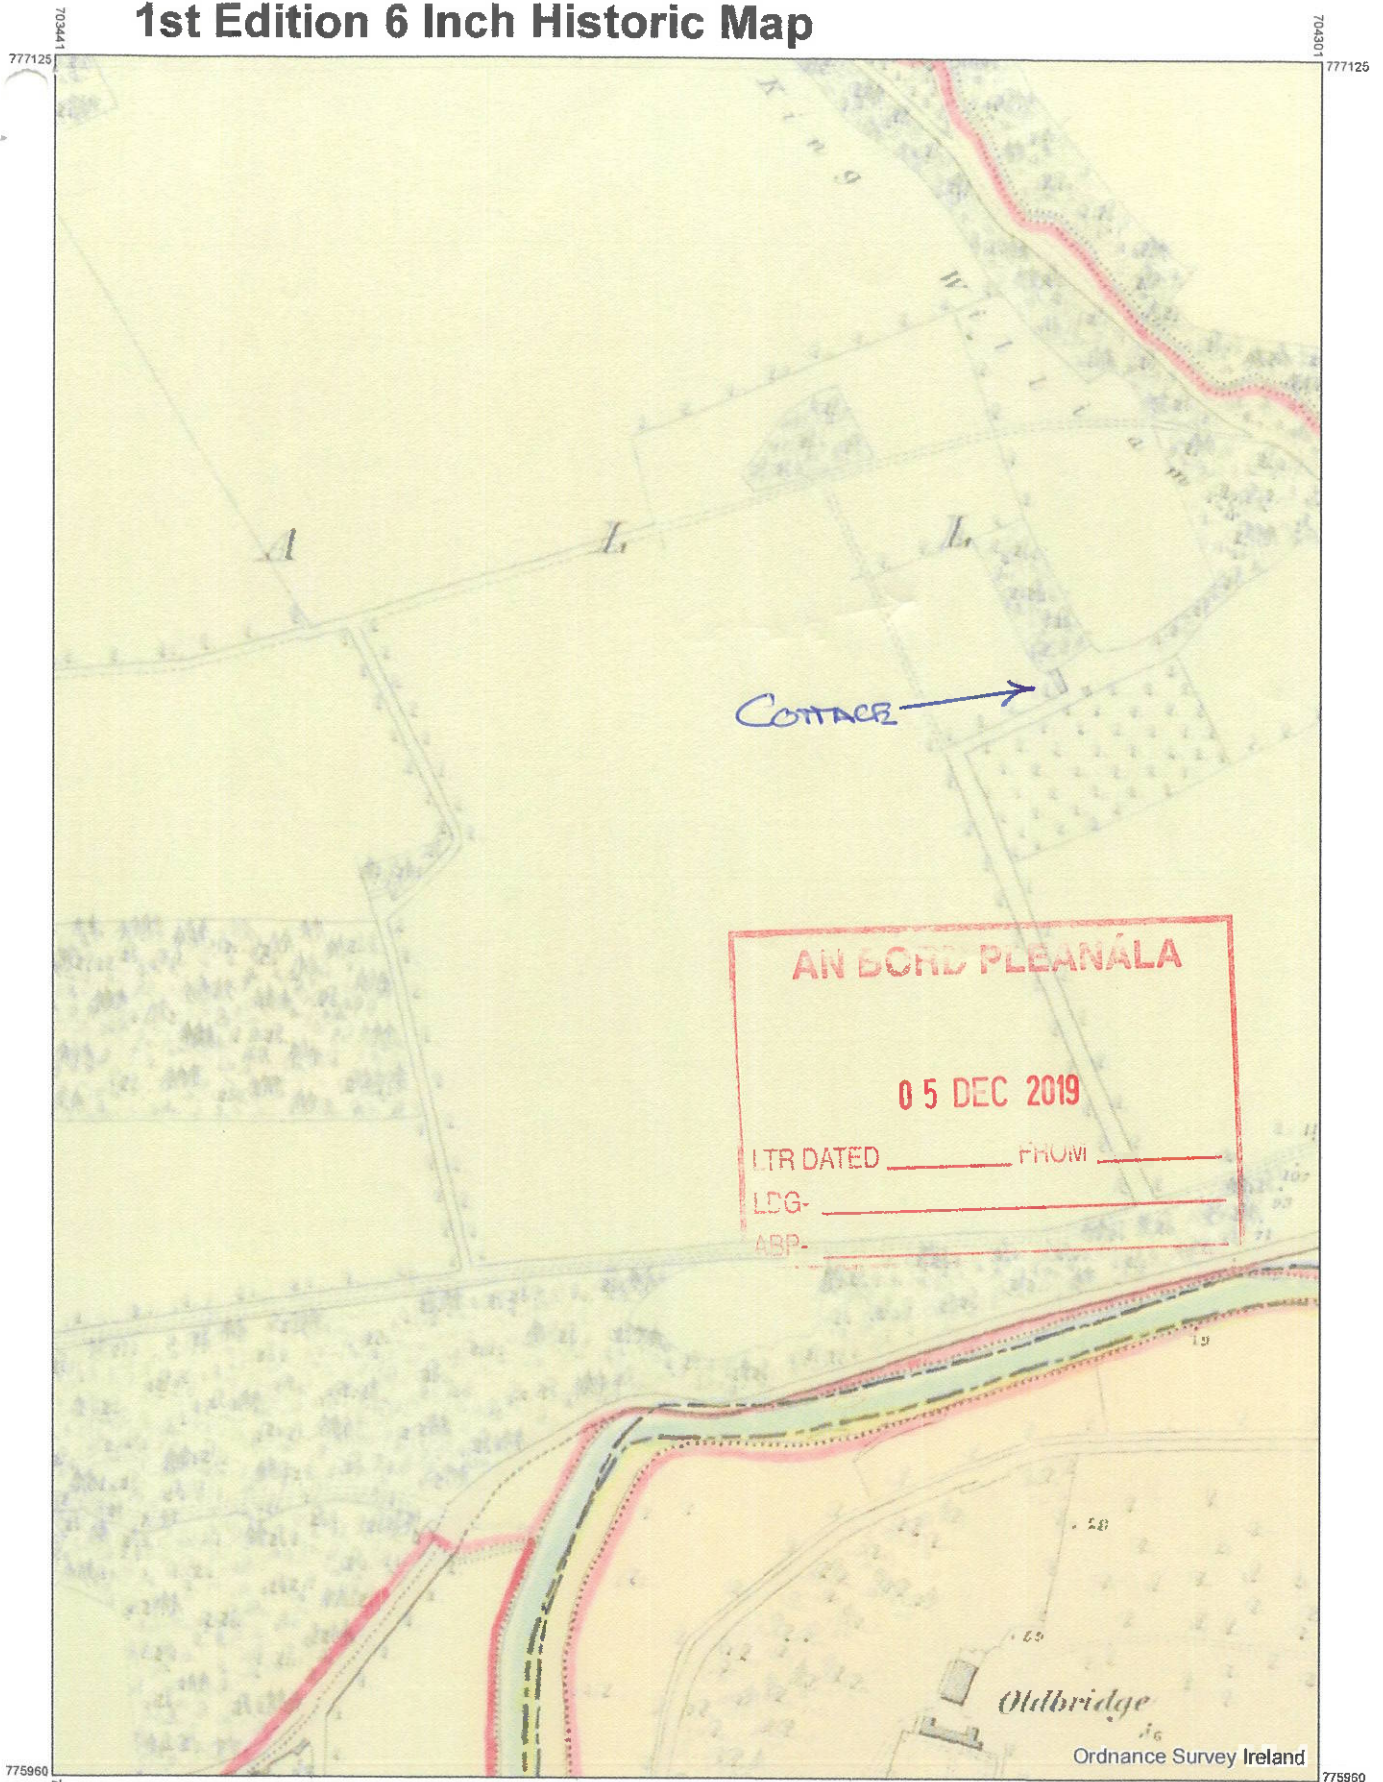 1st Edition 6 Inch Historic Map
703441
704301
777125
777125
King
William
A L L
COTTAGE
AN BORD PLEANÁLA
05 DEC 2019
LTR DATED FROM
LDG-
ABP-
Oldbridge
Ordnance Survey Ireland
775960
775960